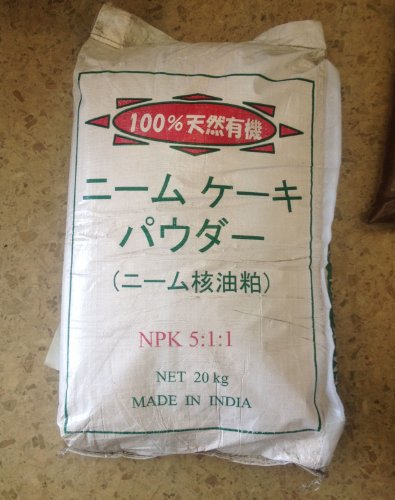 100%天然有機
ニーム ケーキ
パウダー
(ニーム核油粕)
NPK 5:1:1
NET 20 kg
MADE IN INDIA